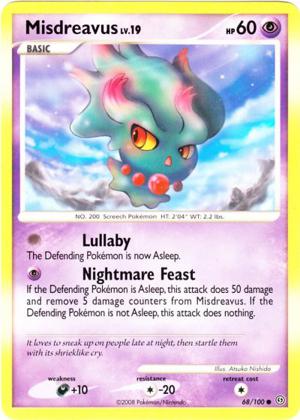 Misdreavus LV.19 HP 60
BASIC
NO. 200 Screech Pokémon HT: 2'04" WT: 2.2 lbs.
Lullaby
The Defending Pokémon is now Asleep.
Nightmare Feast
If the Defending Pokémon is Asleep, this attack does 50 damage
and remove 5 damage counters from Misdreavus. If the
Defending Pokémon is not Asleep, this attack does nothing.
It loves to sneak up on people late at night, then startle them
with its shrieklike cry.
Illus. Atsuko Nishida
weakness resistance retreat cost
+10 -20
©2008 Pokémon 68/100